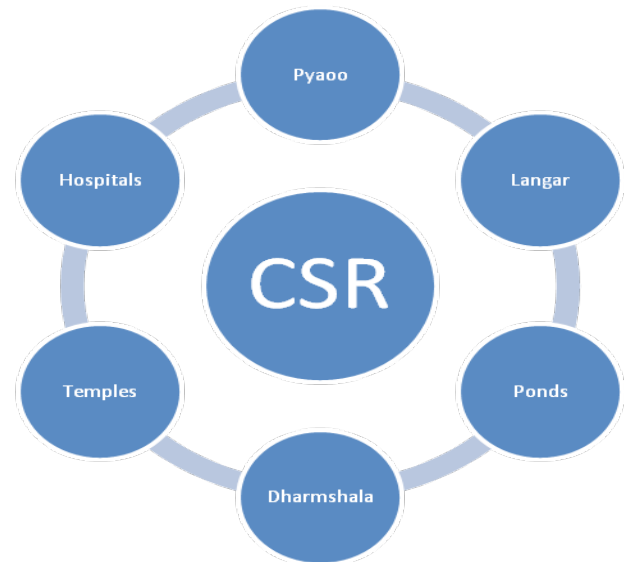 Pyaoo
Hospitals
Langar
CSR
Temples
Ponds
Dharmshala